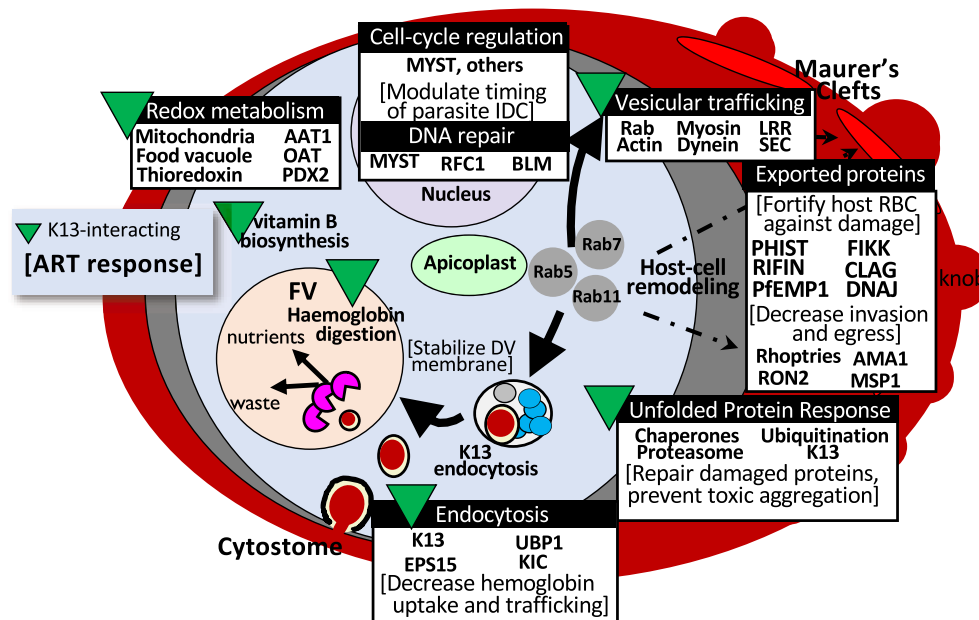 Cell-cycle regulation
MYST, others
[Modulate timing
of parasite IDC]
DNA repair
MYST RFC1 BLM
Nucleus
Maurer's
Clefts
Redox metabolism
Mitochondria AAT1
Food vacuole OAT
Thioredoxin PDX2
Vesicular trafficking
Rab Myosin LRR
Actin Dynein SEC
K13-interacting
[ART response]
vitamin B
biosynthesis
Apicoplast
Rab7
Rab5
Rab11
Host-cell
remodeling
Exported proteins
[Fortify host RBC
against damage]
PHIST FIKK
RIFIN CLAG
PfEMP1 DNAJ
[Decrease invasion
and egress]
Rhoptries AMA1
RON2 MSP1
knob
FV
Haemoglobin
digestion
nutrients
waste
[Stabilize DV
membrane]
K13
endocytosis
Unfolded Protein Response
Chaperones Ubiquitination
Proteasome K13
[Repair damaged proteins,
prevent toxic aggregation]
Cytostome
Endocytosis
K13 UBP1
EPS15 KIC
[Decrease hemoglobin
uptake and trafficking]